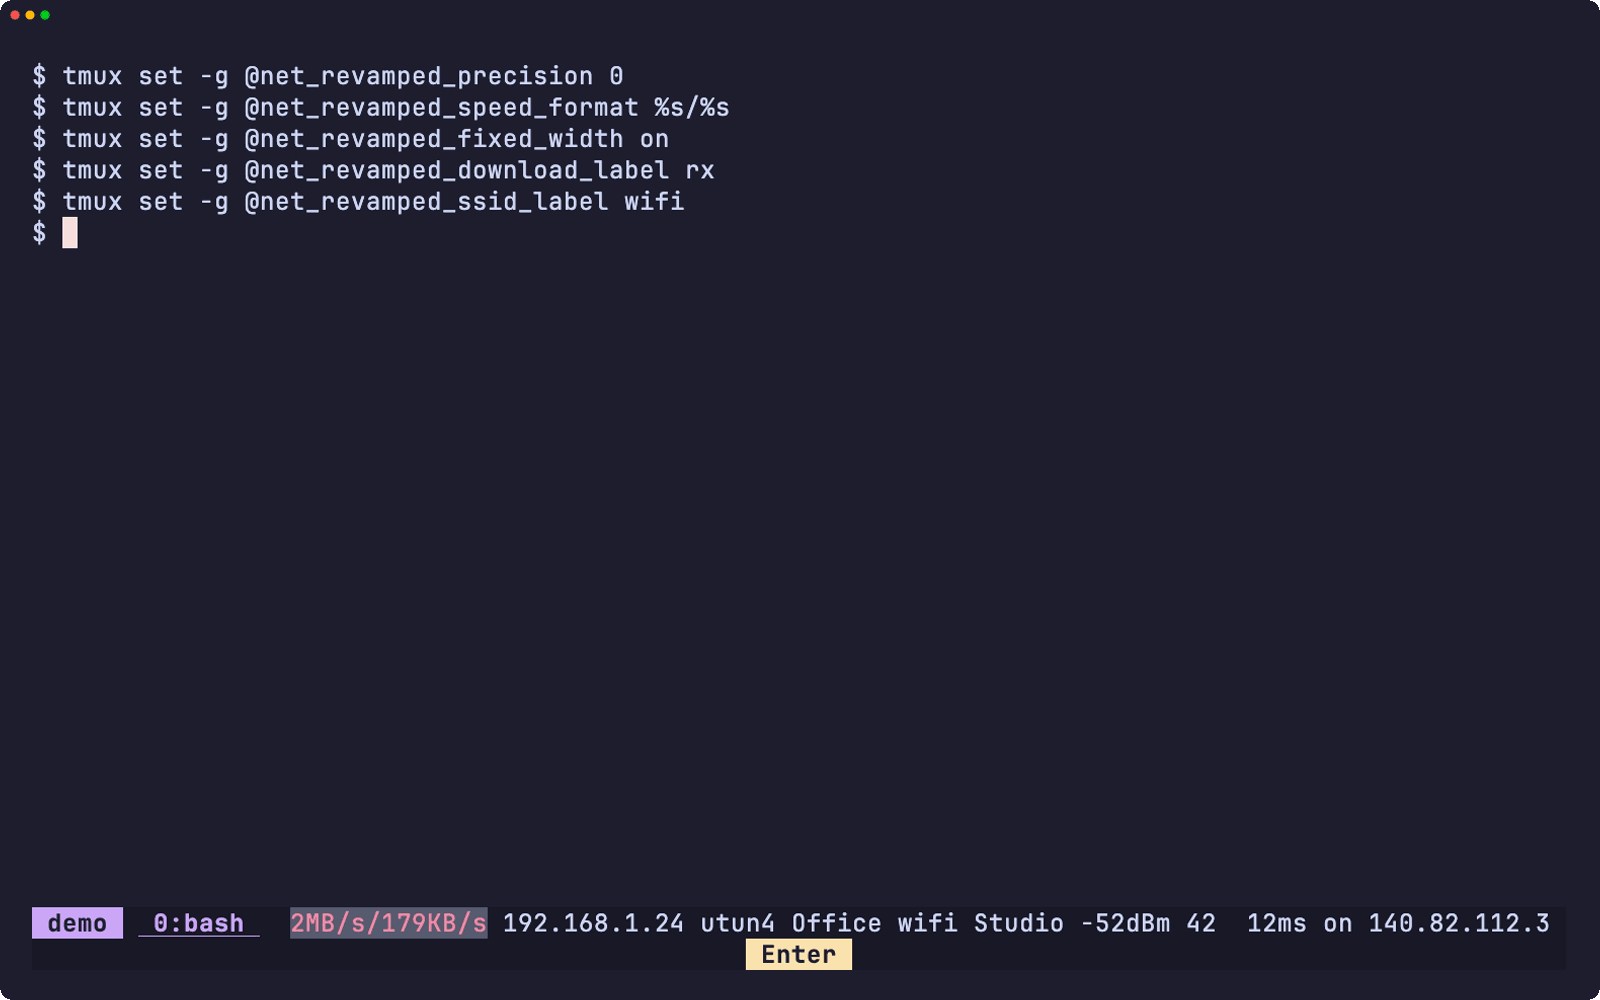 $ tmux set -g @net_revamped_precision 0
$ tmux set -g @net_revamped_speed_format %s/%s
$ tmux set -g @net_revamped_fixed_width on
$ tmux set -g @net_revamped_download_label rx
$ tmux set -g @net_revamped_ssid_label wifi
$
demo 0:bash 2MB/s/179KB/s 192.168.1.24 utun4 Office wifi Studio -52dBm 42 12ms on 140.82.112.3
Enter